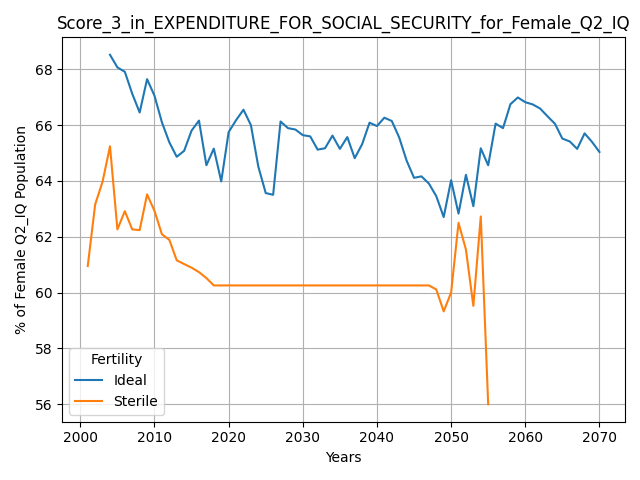 Score_3_in_EXPENDITURE_FOR_SOCIAL_SECURITY_for_Female_Q2_IQ
% of Female Q2_IQ Population
68
66
64
62
60
58
56
Fertility
Ideal
Sterile
2000 2010 2020 2030 2040 2050 2060 2070
Years